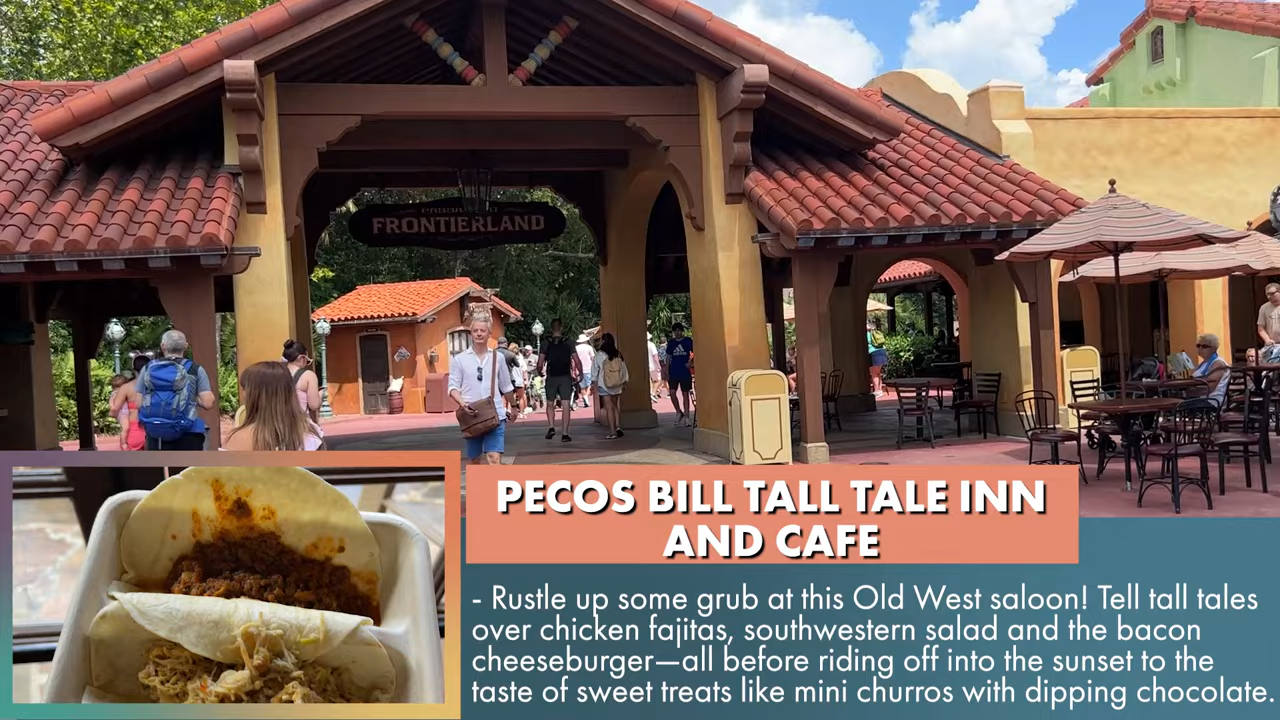 FRONTIERLAND
PECOS BILL TALL TALE INN
AND CAFE
- Rustle up some grub at this Old West saloon! Tell tall tales
over chicken fajitas, southwestern salad and the bacon
cheeseburger—all before riding off into the sunset to the
taste of sweet treats like mini churros with dipping chocolate.